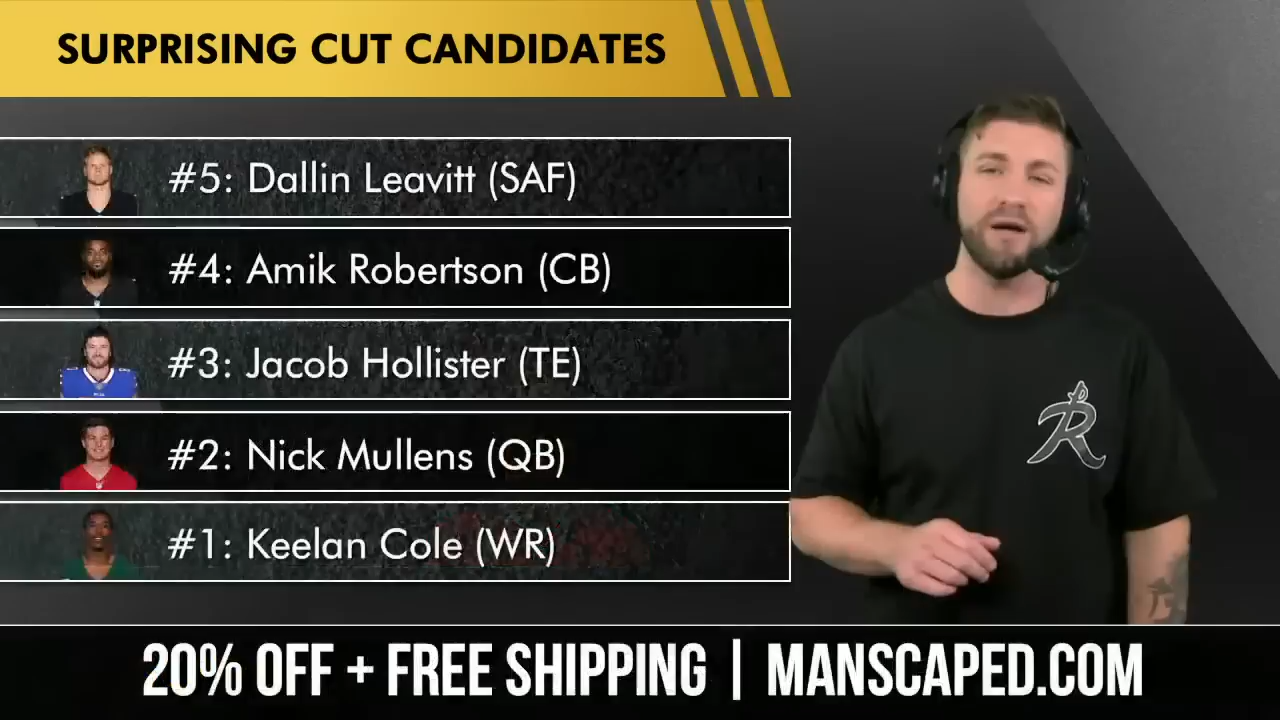 SURPRISING CUT CANDIDATES
#5: Dallin Leavitt (SAF)
#4: Amik Robertson (CB)
#3: Jacob Hollister (TE)
#2: Nick Mullens (QB)
#1: Keelan Cole (WR)
R
20% OFF + FREE SHIPPING | MANSCAPED.COM